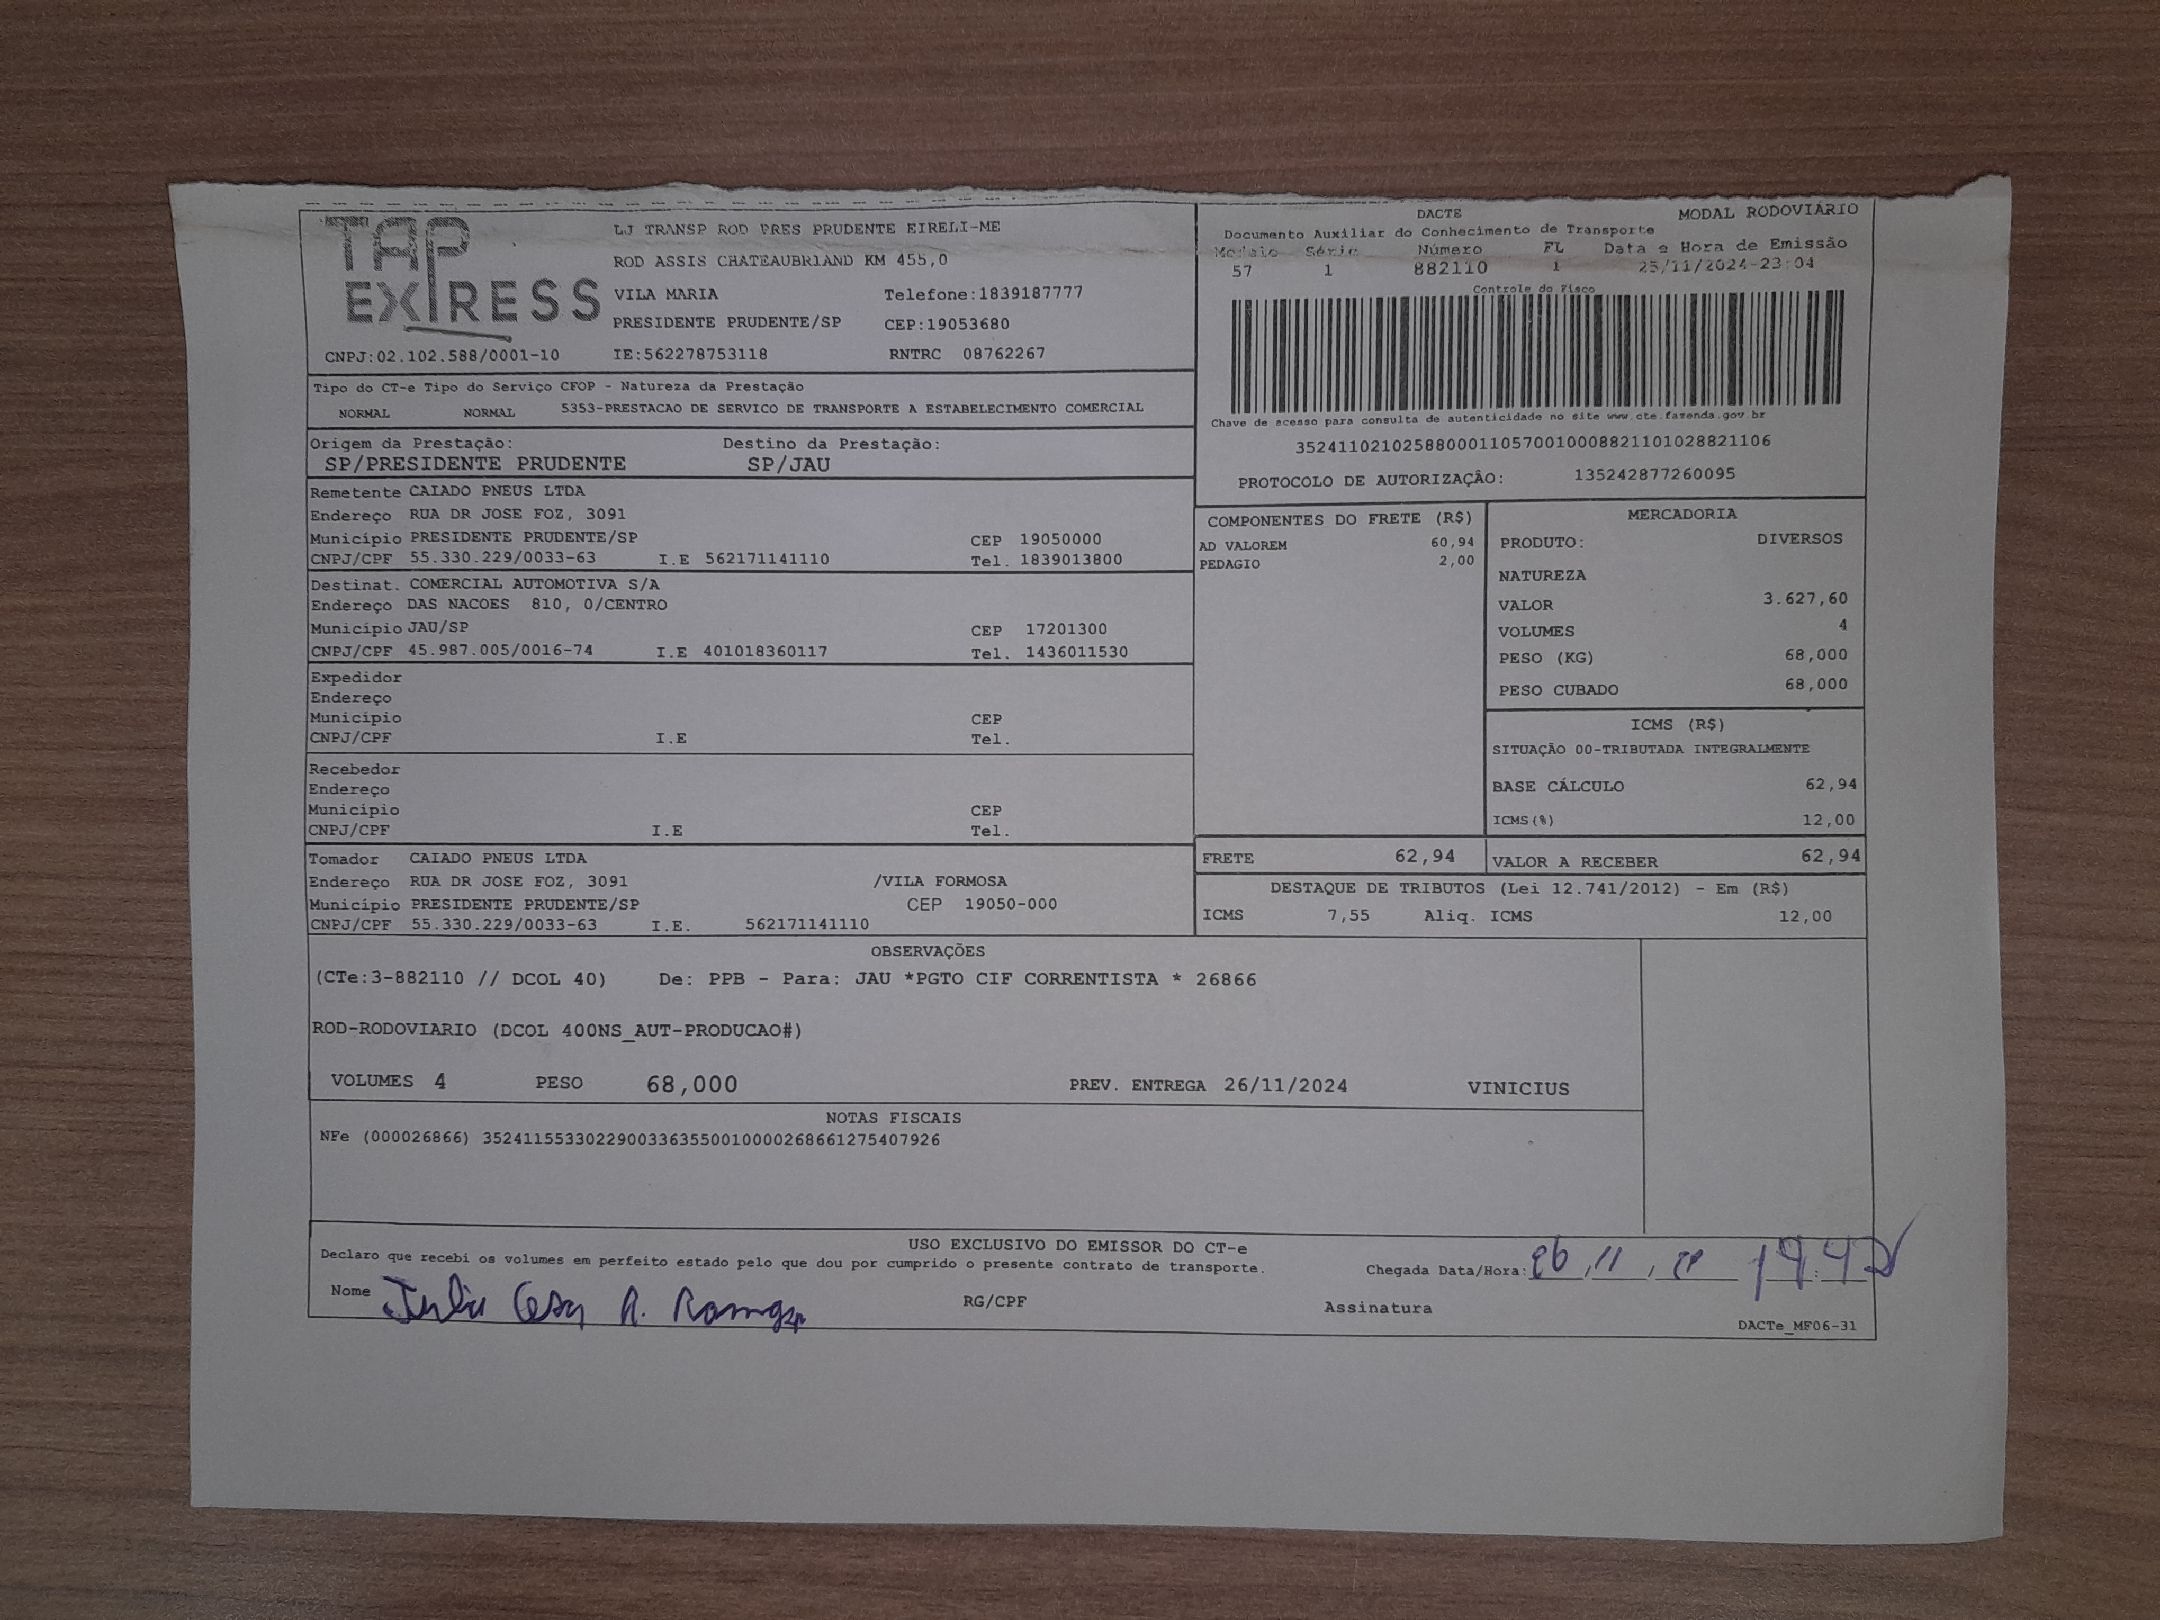 TAP EXPRESS
LJ TRANSP ROD PRES PRUDENTE EIRELI-ME
ROD ASSIS CHATEAUBRIAND KM 455,0
VILA MARIA Telefone:1839187777
PRESIDENTE PRUDENTE/SP CEP:19053680
CNPJ:02.102.588/0001-10 IE:562278753118 RNTRC 08762267
DACTE MODAL RODOVIÁRIO
Documento Auxiliar do Conhecimento de Transporte
Modelo Série Número FL Data e Hora de Emissão
57 1 882110 1 25/11/2024-23:04
Controle do Fisco
Chave de acesso para consulta de autenticidade no site www.cte.fazenda.gov.br
35241102102588000110570010008821101028821106
PROTOCOLO DE AUTORIZAÇÃO: 135242877260095
Tipo do CT-e Tipo do Serviço CFOP - Natureza da Prestação
NORMAL NORMAL 5353-PRESTACAO DE SERVICO DE TRANSPORTE A ESTABELECIMENTO COMERCIAL
Origem da Prestação: Destino da Prestação:
SP/PRESIDENTE PRUDENTE SP/JAU
Remetente CAIADO PNEUS LTDA
Endereço RUA DR JOSE FOZ, 3091
Município PRESIDENTE PRUDENTE/SP CEP 19050000
CNPJ/CPF 55.330.229/0033-63 I.E 562171141110 Tel. 1839013800
Destinat. COMERCIAL AUTOMOTIVA S/A
Endereço DAS NACOES 810, 0/CENTRO
Município JAU/SP CEP 17201300
CNPJ/CPF 45.987.005/0016-74 I.E 401018360117 Tel. 1436011530
Expedidor
Endereço
Município CEP
CNPJ/CPF I.E Tel.
Recebedor
Endereço
Município CEP
CNPJ/CPF I.E Tel.
Tomador CAIADO PNEUS LTDA
Endereço RUA DR JOSE FOZ, 3091 /VILA FORMOSA
Município PRESIDENTE PRUDENTE/SP CEP 19050-000
CNPJ/CPF 55.330.229/0033-63 I.E. 562171141110
COMPONENTES DO FRETE (R$)
AD VALOREM 60,94
PEDAGIO 2,00
MERCADORIA
PRODUTO: DIVERSOS
NATUREZA
VALOR 3.627,60
VOLUMES 4
PESO (KG) 68,000
PESO CUBADO 68,000
ICMS (R$)
SITUAÇÃO 00-TRIBUTADA INTEGRALMENTE
BASE CÁLCULO 62,94
ICMS(%) 12,00
FRETE 62,94 VALOR A RECEBER 62,94
DESTAQUE DE TRIBUTOS (Lei 12.741/2012) - Em (R$)
ICMS 7,55 Aliq. ICMS 12,00
OBSERVAÇÕES
(CTe:3-882110 // DCOL 40) De: PPB - Para: JAU *PGTO CIF CORRENTISTA * 26866
ROD-RODOVIARIO (DCOL 400NS_AUT-PRODUCAO#)
VOLUMES 4 PESO 68,000 PREV. ENTREGA 26/11/2024 VINICIUS
NOTAS FISCAIS
NFe (000026866) 35241155330229003363550010000268661275407926
USO EXCLUSIVO DO EMISSOR DO CT-e
Declaro que recebi os volumes em perfeito estado pelo que dou por cumprido o presente contrato de transporte.
Chegada Data/Hora: 26 11
Nome RG/CPF Assinatura
DACTe_MF06-31